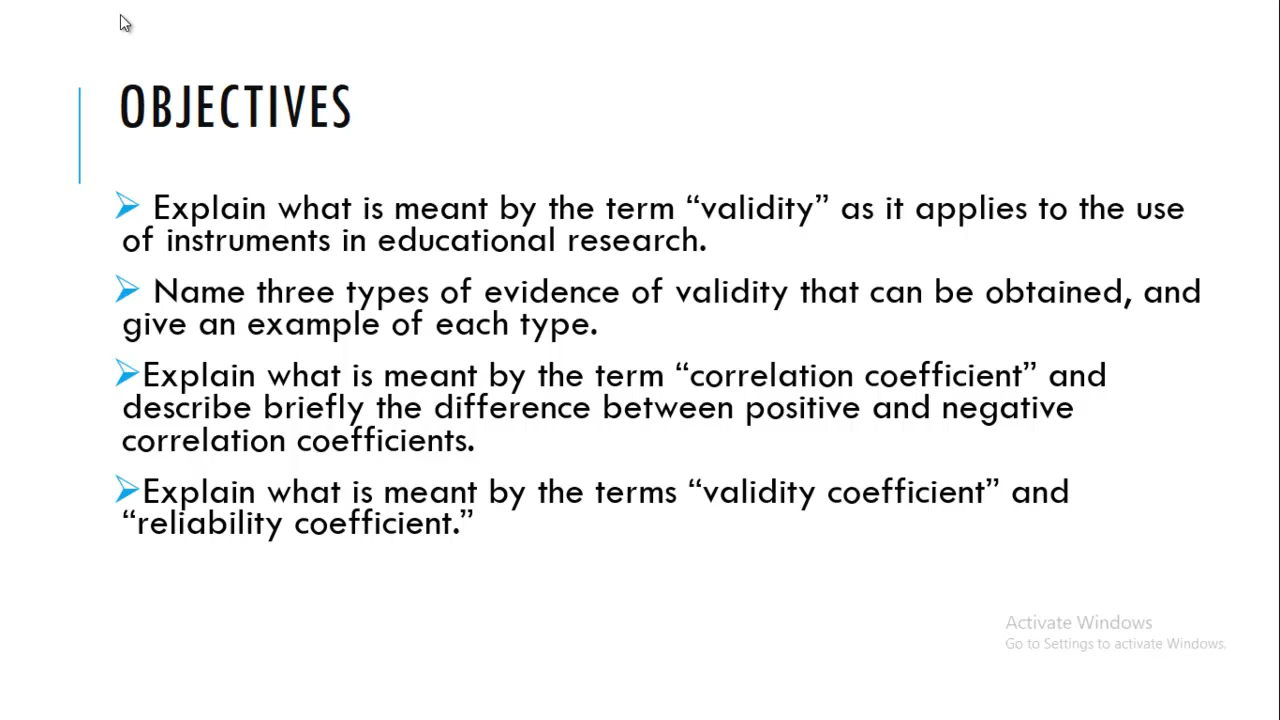 OBJECTIVES
➢ Explain what is meant by the term “validity” as it applies to the use
of instruments in educational research.
➢ Name three types of evidence of validity that can be obtained, and
give an example of each type.
➢Explain what is meant by the term “correlation coefficient” and
describe briefly the difference between positive and negative
correlation coefficients.
➢Explain what is meant by the terms “validity coefficient” and
“reliability coefficient.”
Activate Windows
Go to Settings to activate Windows.